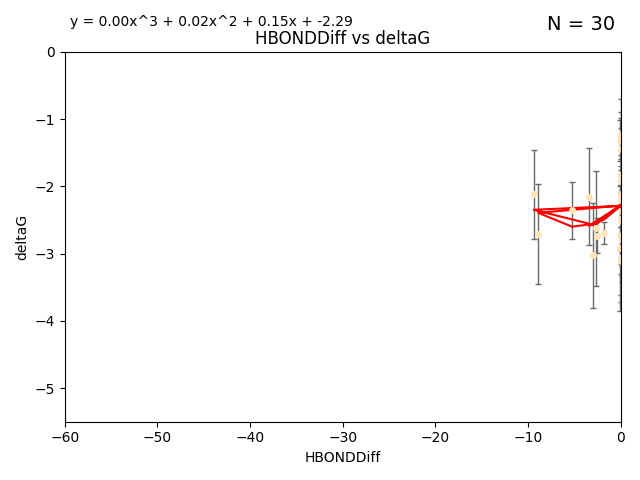 y = 0.00x^3 + 0.02x^2 + 0.15x + -2.29
N = 30
HBONDDiff vs deltaG
0
−1
−2
−3
−4
−5
deltaG
−60 −50 −40 −30 −20 −10 0
HBONDDiff